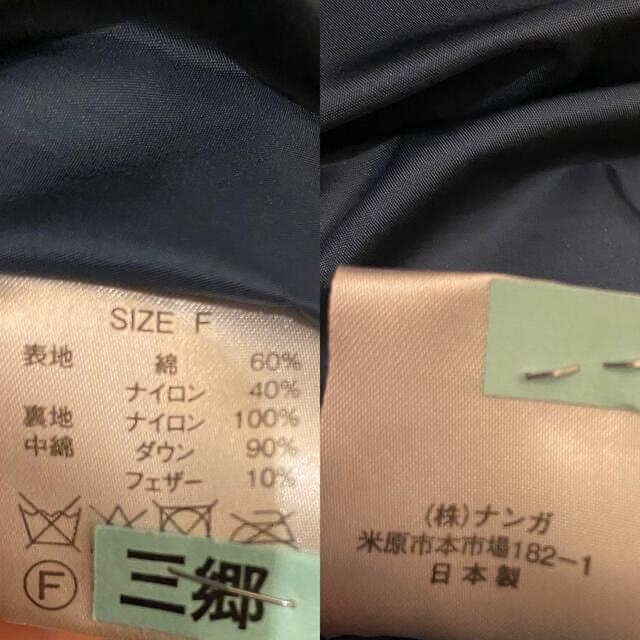 SIZE F
表地 綿 60%
ナイロン 40%
裏地 ナイロン 100%
中綿 ダウン 90%
フェザー 10%
F
三郷
(株)ナンガ
米原市本市場182-1
日本製